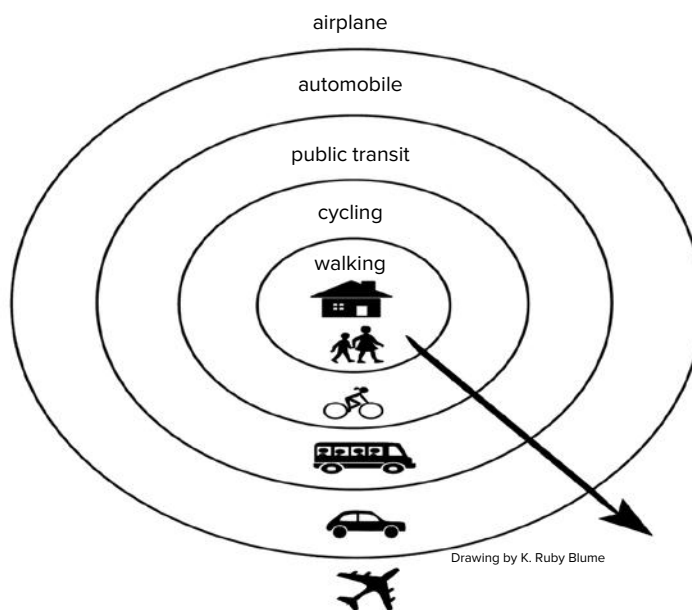 airplane
automobile
public transit
cycling
walking
Drawing by K. Ruby Blume